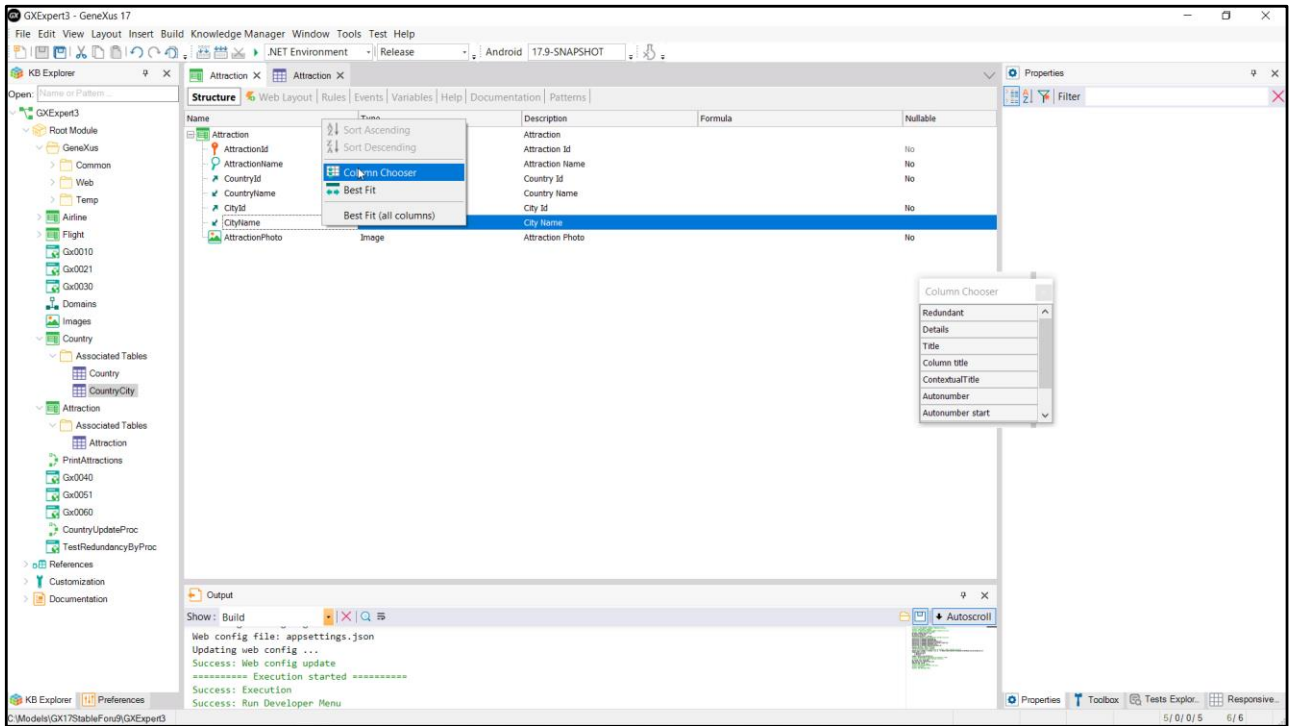 GXExpert3 - GeneXus 17
File Edit View Layout Insert Build Knowledge Manager Window Tools Test Help
.NET Environment Release Android 17.9-SNAPSHOT
KB Explorer
Open: Name or Pattern...
GXExpert3
Root Module
GeneXus
Common
Web
Temp
Airline
Flight
Gx0010
Gx0021
Gx0030
Domains
Images
Country
Associated Tables
Country
CountryCity
Attraction
Associated Tables
Attraction
PrintAttractions
Gx0040
Gx0051
Gx0060
CountryUpdateProc
TestRedundancyByProc
References
Customization
Documentation
KB Explorer Preferences
Attraction Attraction
Structure Web Layout Rules Events Variables Help Documentation Patterns
Name Type Description Formula Nullable
Attraction Attraction
AttractionId Attraction Id No
AttractionName Attraction Name No
CountryId Country Id No
CountryName Country Name
CityId City Id No
CityName City Name
AttractionPhoto Image Attraction Photo No
Sort Ascending
Sort Descending
Column Chooser
Best Fit
Best Fit (all columns)
Column Chooser
Redundant
Details
Title
Column title
ContextualTitle
Autonumber
Autonumber start
Output
Show: Build Autoscroll
Web config file: appsettings.json
Updating web config ...
Success: Web config update
========== Execution started ==========
Success: Execution
Success: Run Developer Menu
Properties
Filter
Properties Toolbox Tests Explor... Responsive...
C:\Models\GX17StableForu9\GXExpert3 5/0/0/5 6/6